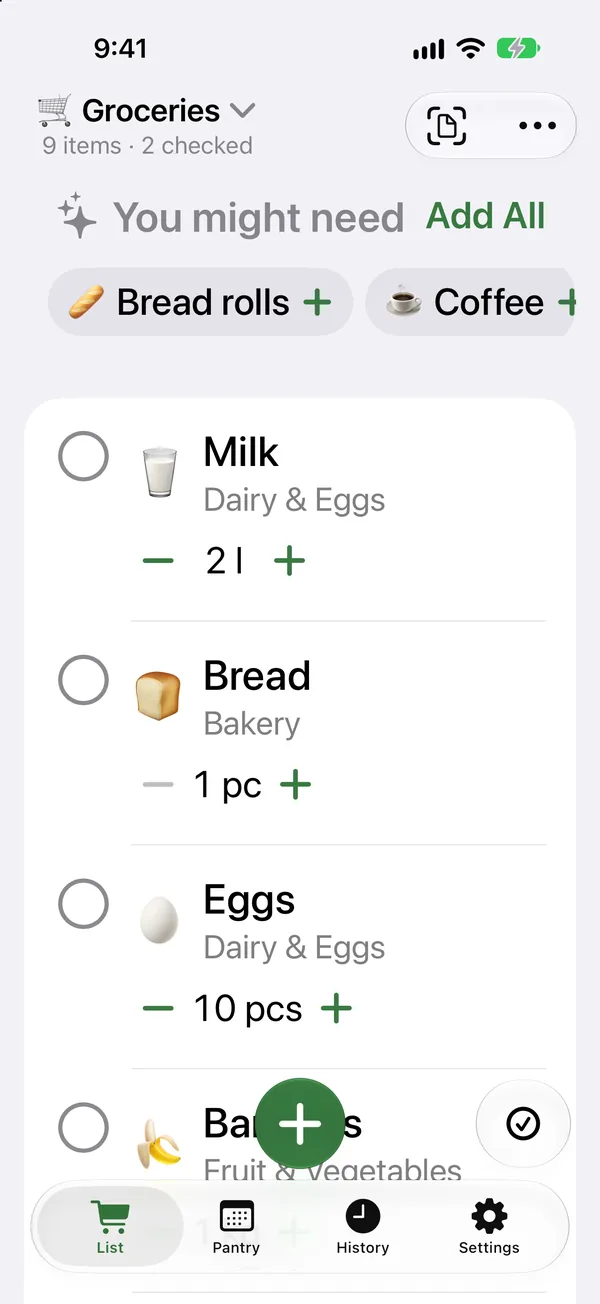 9:41
Groceries
9 items · 2 checked
You might need Add All
Bread rolls Coffee
Milk
Dairy & Eggs
2 l
Bread
Bakery
1 pc
Eggs
Dairy & Eggs
10 pcs
Fruit & Vegetables
List Pantry History Settings